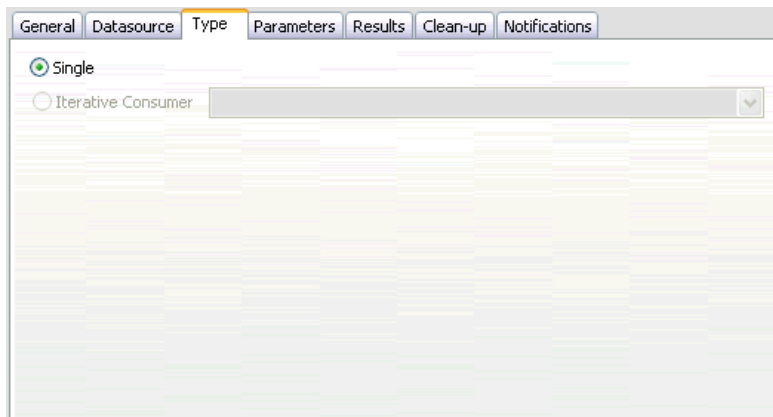 General Datasource Type Parameters Results Clean-up Notifications
Single
Iterative Consumer